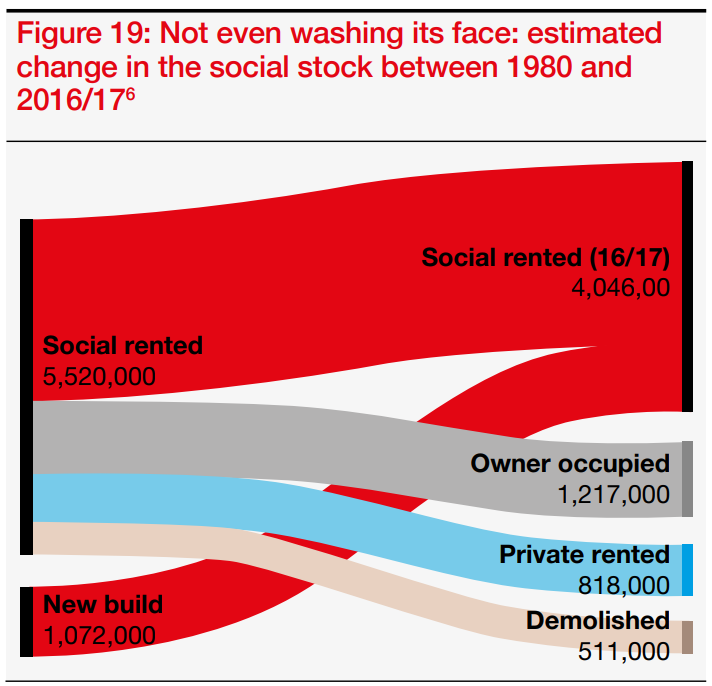 Figure 19: Not even washing its face: estimated
change in the social stock between 1980 and
2016/17⁶
Social rented (16/17)
4,046,00
Social rented
5,520,000
Owner occupied
1,217,000
Private rented
818,000
New build
1,072,000
Demolished
511,000